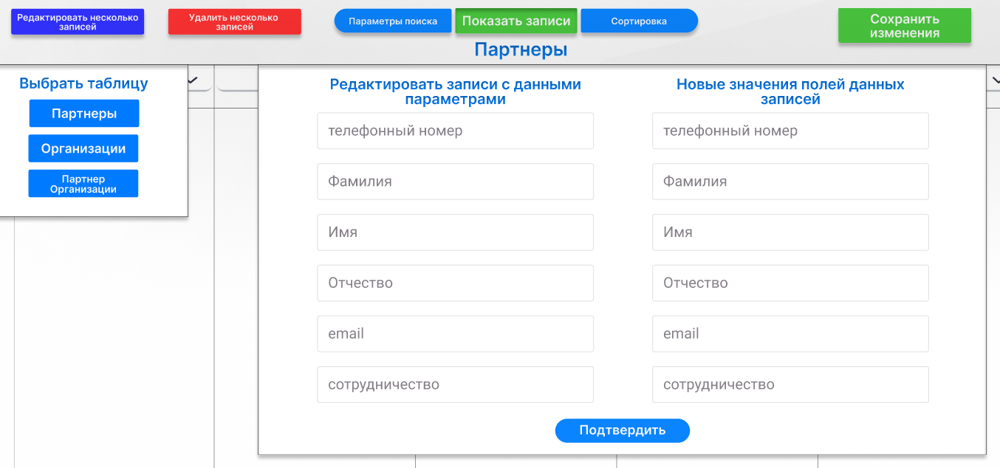 Редактировать несколько
записей
Удалить несколько
записей
Параметры поиска
Показать записи
Сортировка
Сохранить
изменения
Партнеры
Выбрать таблицу
Партнеры
Организации
Партнер
Организации
Редактировать записи с данными
параметрами
телефонный номер
Фамилия
Имя
Отчество
email
сотрудничество
Новые значения полей данных
записей
телефонный номер
Фамилия
Имя
Отчество
email
сотрудничество
Подтвердить